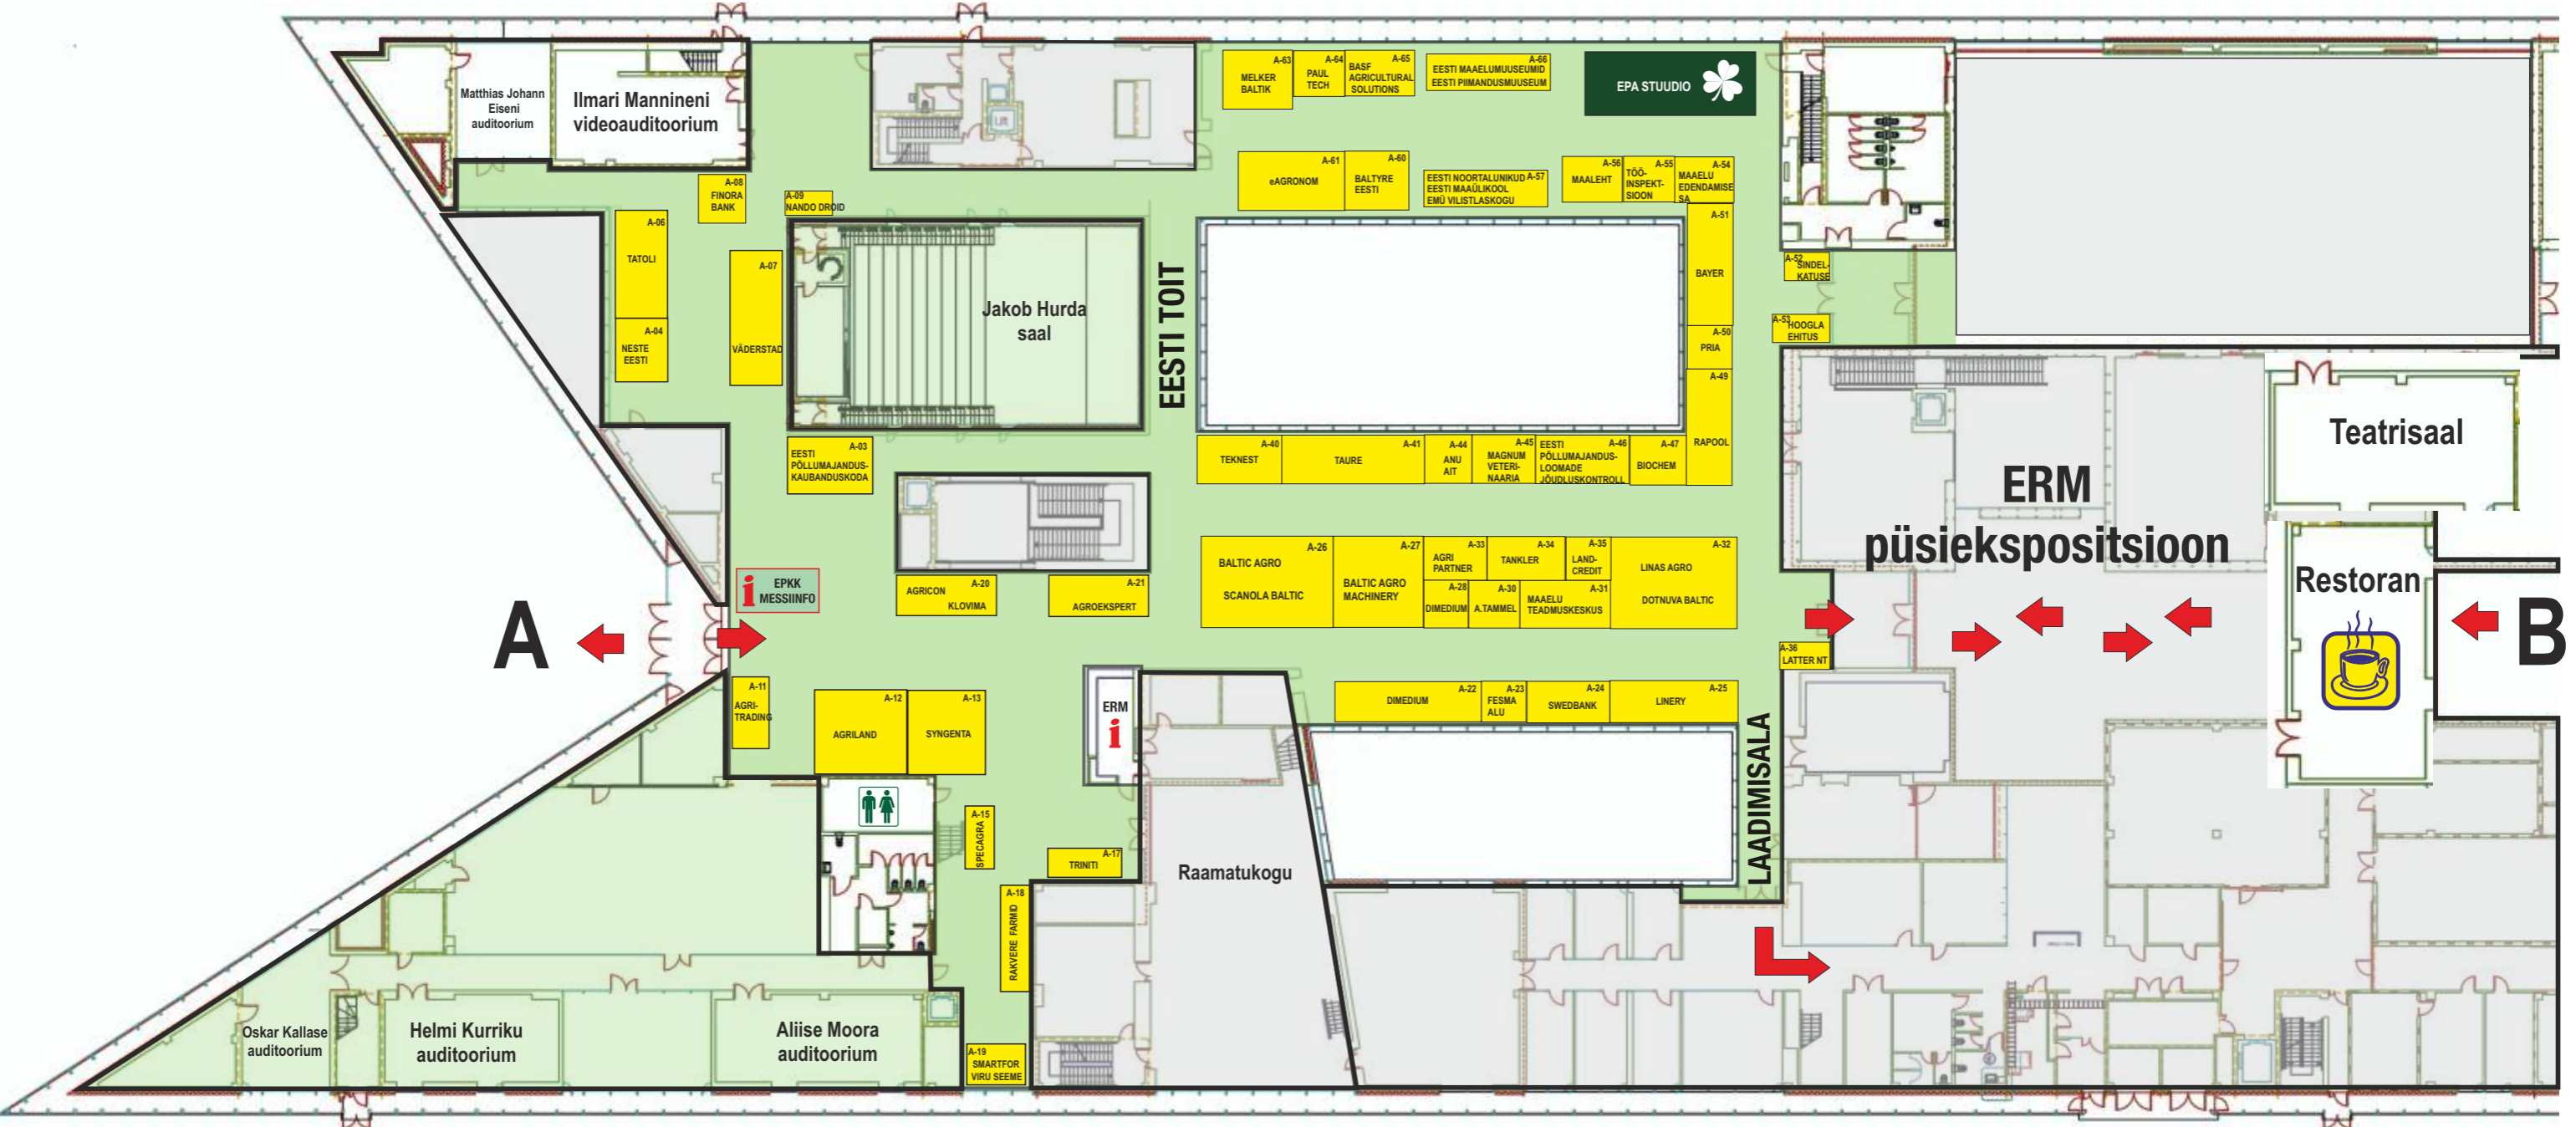 Matthias Johann
Eiseni
auditoorium
Ilmari Mannineni
videoauditoorium
A-63
MELKER
BALTIK
A-64
PAUL
TECH
A-65
BASF
AGRICULTURAL
SOLUTIONS
A-66
EESTI MAAELUMUUSEUMID
EESTI PIIMANDUSMUUSEUM
EPA STUUDIO
A-08
FINORA
BANK
A-09
NANDO DROID
A-61
eAGRONOM
A-60
BALTYRE
EESTI
EESTI NOORTALUNIKUD A-57
EESTI MAAÜLIKOOL
EMÜ VILISTLASKOGU
A-56
MAALEHT
A-55
TÖÖ-
INSPEKT-
SIOON
A-54
MAAELU
EDENDAMISE
SA
A-06
TATOLI
A-07
VÄDERSTAD
A-04
NESTE
EESTI
Jakob Hurda
saal
EESTI TOIT
A-51
BAYER
A-50
PRIA
A-49
RAPOOL
A-52
SINDEL-
KATUSE
A-53
HOOGLA
EHITUS
A-03
EESTI
PÕLLUMAJANDUS-
KAUBANDUSKODA
A-40
TEKNEST
A-41
TAURE
A-44
ANU
AIT
A-45
MAGNUM
VETERI-
NAARIA
A-46
EESTI
PÕLLUMAJANDUS-
LOOMADE
JÕUDLUSKONTROLL
A-47
BIOCHEM
Teatrisaal
ERM
püsiekspositsioon
Restoran
A
B
i EPKK
MESSIINFO
A-20
AGRICON
KLOVIMA
A-21
AGROEKSPERT
A-26
BALTIC AGRO
SCANOLA BALTIC
A-27
BALTIC AGRO
MACHINERY
A-33
AGRI
PARTNER
A-34
TANKLER
A-35
LAND-
CREDIT
A-32
LINAS AGRO
DOTNUVA BALTIC
A-28
DIMEDIUM
A-30
A.TAMMEL
A-31
MAAELU
TEADMUSKESKUS
A-36
LATTER NT
A-11
AGRI-
TRADING
A-12
AGRILAND
A-13
SYNGENTA
ERM
i
A-22
DIMEDIUM
A-23
FESMA
ALU
A-24
SWEDBANK
A-25
LINERY
LAADIMISALA
A-15
SPECAGRA
A-17
TRINITI
A-18
RAKVERE FARMID
Raamatukogu
Oskar Kallase
auditoorium
Helmi Kurriku
auditoorium
Aliise Moora
auditoorium
A-19
SMARTFOR
VIRU SEEME